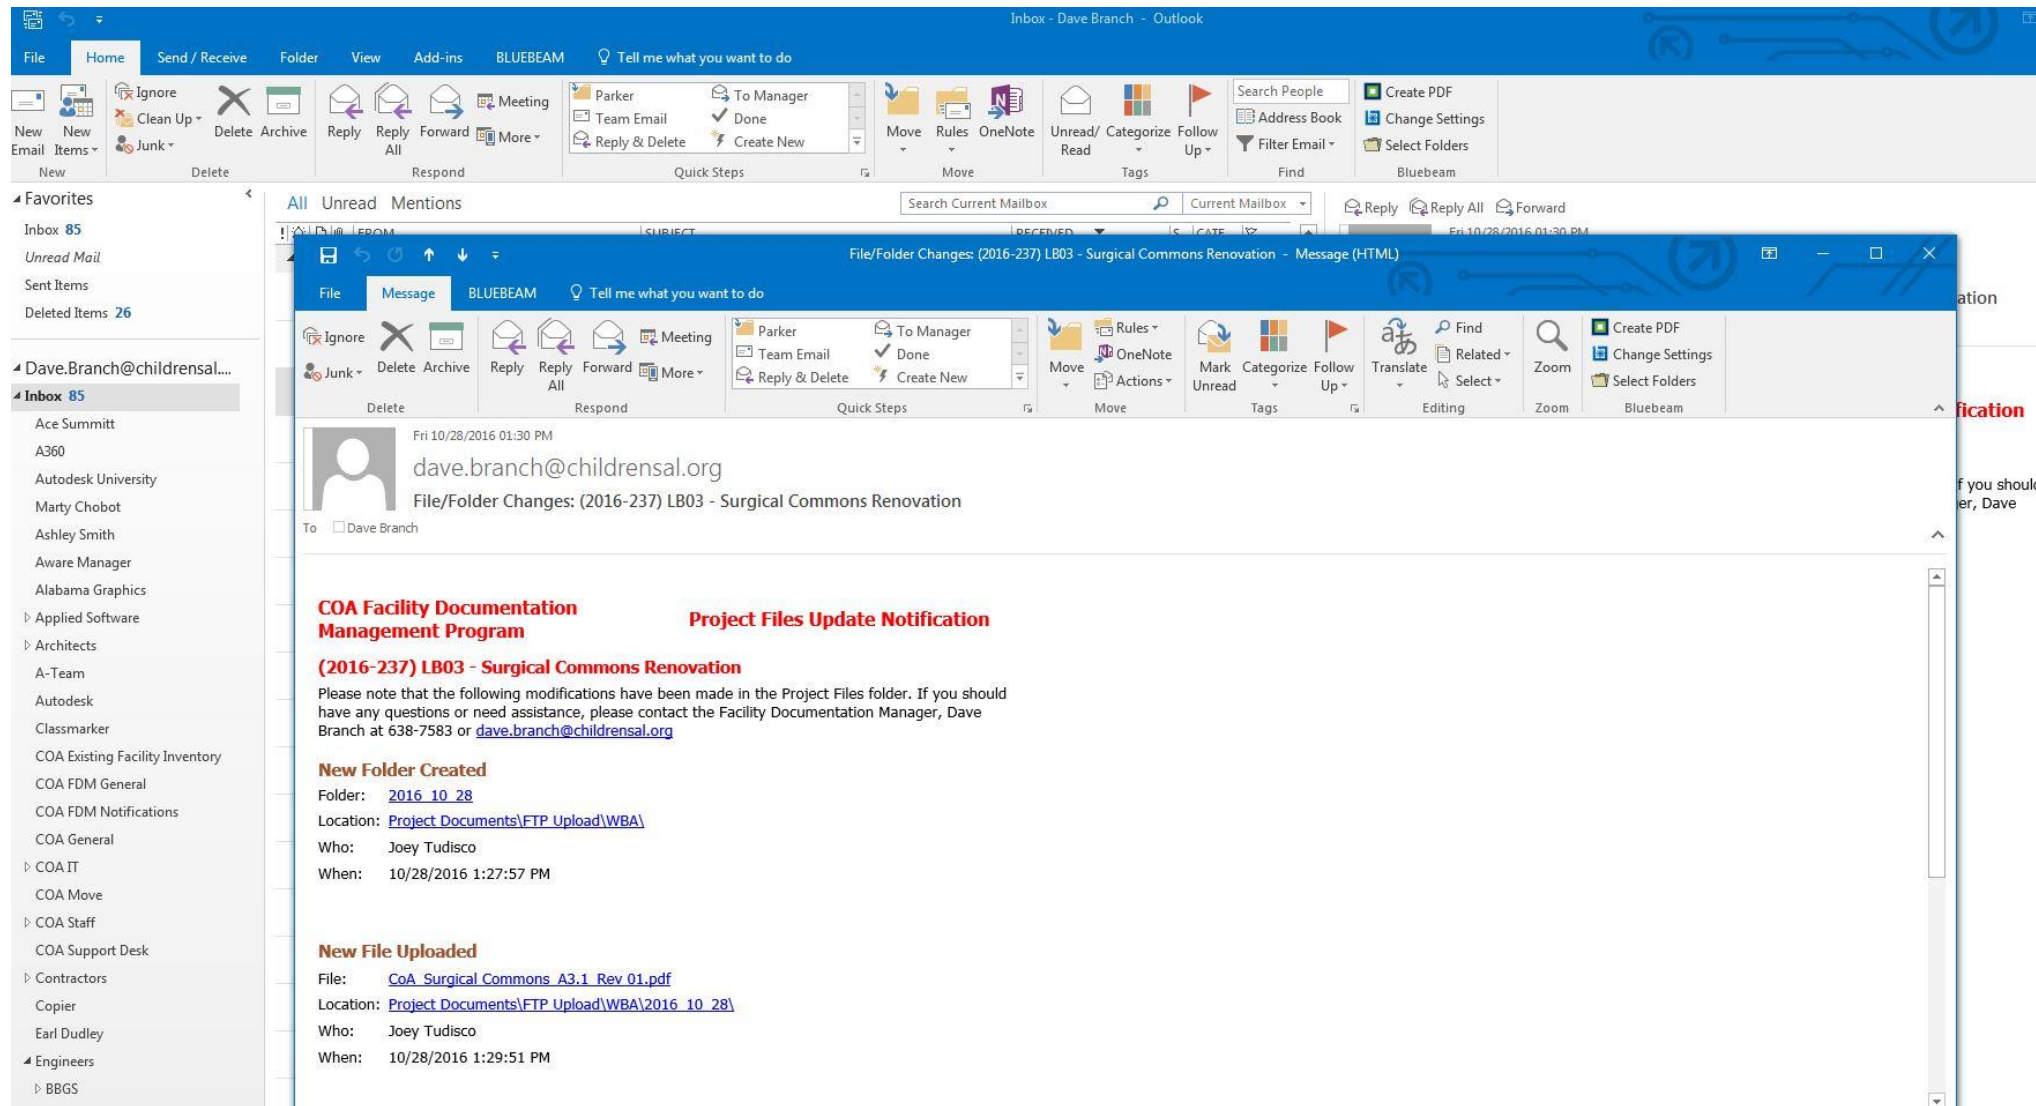 Inbox - Dave Branch - Outlook
File Home Send / Receive Folder View Add-ins BLUEBEAM Tell me what you want to do
New Email
New Items
Ignore
Clean Up
Junk
Delete
Archive
Reply
Reply All
Forward
Meeting
More
Parker
Team Email
Reply & Delete
To Manager
Done
Create New
Move
Rules
OneNote
Unread/ Read
Categorize
Follow Up
Search People
Address Book
Filter Email
Create PDF
Change Settings
Select Folders
New Delete Respond Quick Steps Move Tags Find Bluebeam
Favorites
Inbox 85
Unread Mail
Sent Items
Deleted Items 26
Dave.Branch@childrensal....
Inbox 85
Ace Summitt
A360
Autodesk University
Marty Chobot
Ashley Smith
Aware Manager
Alabama Graphics
Applied Software
Architects
A-Team
Autodesk
Classmarker
COA Existing Facility Inventory
COA FDM General
COA FDM Notifications
COA General
COA IT
COA Move
COA Staff
COA Support Desk
Contractors
Copier
Earl Dudley
Engineers
BBGS
All Unread Mentions
Search Current Mailbox
Current Mailbox
Reply Reply All Forward
FROM SUBJECT RECEIVED S. CATE
Fri 10/28/2016 01:30 PM
ation
fication
f you should
er, Dave
File/Folder Changes: (2016-237) LB03 - Surgical Commons Renovation - Message (HTML)
File Message BLUEBEAM Tell me what you want to do
Ignore
Junk
Delete
Archive
Reply
Reply All
Forward
Meeting
More
Parker
Team Email
Reply & Delete
To Manager
Done
Create New
Move
Rules
OneNote
Actions
Mark Unread
Categorize
Follow Up
Translate
Find
Related
Select
Zoom
Create PDF
Change Settings
Select Folders
Delete Respond Quick Steps Move Tags Editing Zoom Bluebeam
Fri 10/28/2016 01:30 PM
dave.branch@childrensal.org
File/Folder Changes: (2016-237) LB03 - Surgical Commons Renovation
To Dave Branch
COA Facility Documentation
Management Program
Project Files Update Notification
(2016-237) LB03 - Surgical Commons Renovation
Please note that the following modifications have been made in the Project Files folder. If you should
have any questions or need assistance, please contact the Facility Documentation Manager, Dave
Branch at 638-7583 or dave.branch@childrensal.org
New Folder Created
Folder: 2016_10_28
Location: Project Documents\FTP Upload\WBA\
Who: Joey Tudisco
When: 10/28/2016 1:27:57 PM
New File Uploaded
File: CoA_Surgical Commons_A3.1_Rev 01.pdf
Location: Project Documents\FTP Upload\WBA\2016_10_28\
Who: Joey Tudisco
When: 10/28/2016 1:29:51 PM